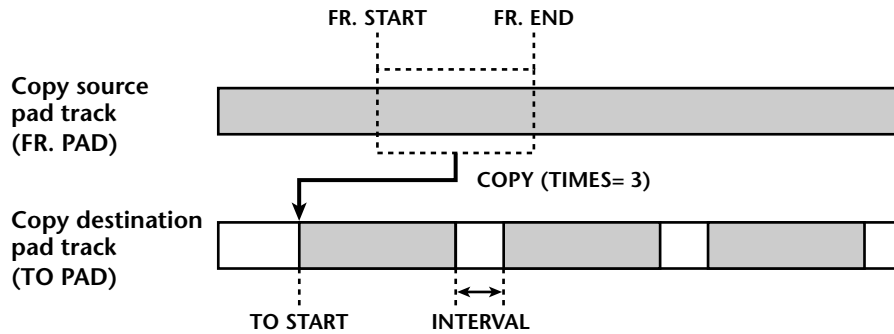 FR. START
FR. END
Copy source
pad track
(FR. PAD)
COPY (TIMES= 3)
Copy destination
pad track
(TO PAD)
TO START
INTERVAL